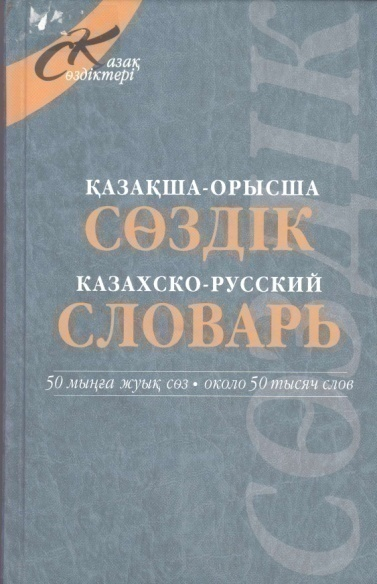 Қазақ
Сөздіктері
ҚАЗАҚША-ОРЫСША
СӨЗДІК
КАЗАХСКО-РУССКИЙ
СЛОВАРЬ
50 мыңға жуық сөз • около 50 тысяч слов
СӨЗДІК